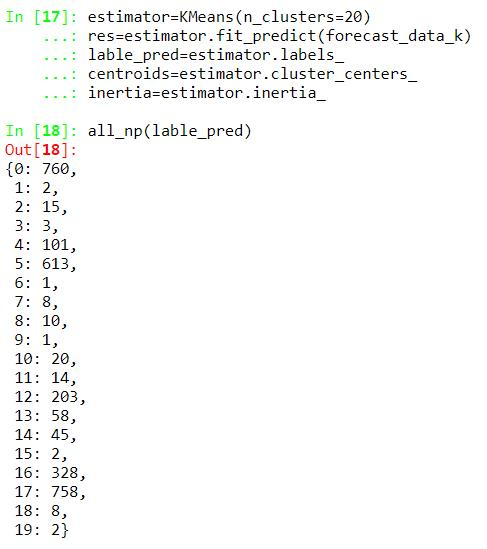 In [17]: estimator=KMeans(n_clusters=20)
...: res=estimator.fit_predict(forecast_data_k)
...: lable_pred=estimator.labels_
...: centroids=estimator.cluster_centers_
...: inertia=estimator.inertia_
In [18]: all_np(lable_pred)
Out[18]:
{0: 760,
1: 2,
2: 15,
3: 3,
4: 101,
5: 613,
6: 1,
7: 8,
8: 10,
9: 1,
10: 20,
11: 14,
12: 203,
13: 58,
14: 45,
15: 2,
16: 328,
17: 758,
18: 8,
19: 2}